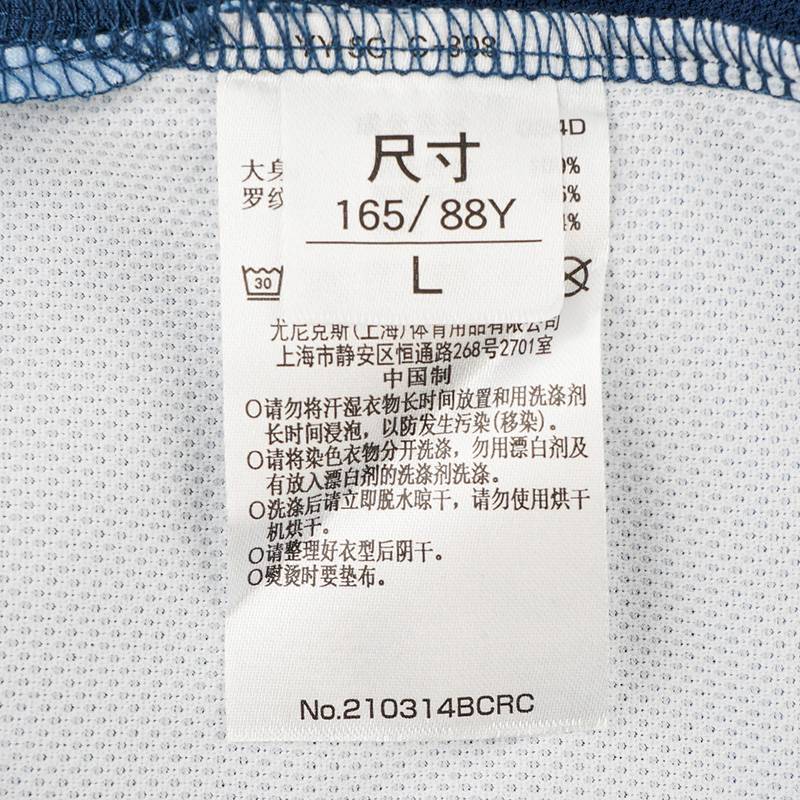 尺寸
165/88Y
L
大身
罗纹
30
尤尼克斯(上海)体育用品有限公司
上海市静安区恒通路268号2701室
中国制
○请勿将汗湿衣物长时间放置和用洗涤剂
长时间浸泡，以防发生污染(移染)。
○请将染色衣物分开洗涤，勿用漂白剂及
有放入漂白剂的洗涤剂洗涤。
○洗涤后请立即脱水晾干，请勿使用烘干
机烘干。
○请整理好衣型后阴干。
○熨烫时要垫布。
No.210314BCRC